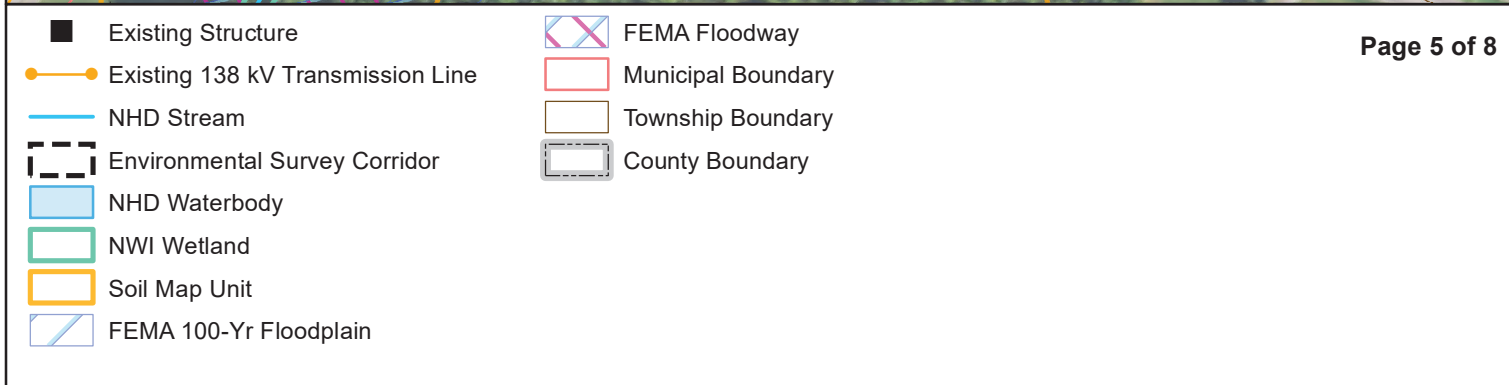 Existing Structure
Existing 138 kV Transmission Line
NHD Stream
Environmental Survey Corridor
NHD Waterbody
NWI Wetland
Soil Map Unit
FEMA 100-Yr Floodplain
FEMA Floodway
Municipal Boundary
Township Boundary
County Boundary
Page 5 of 8